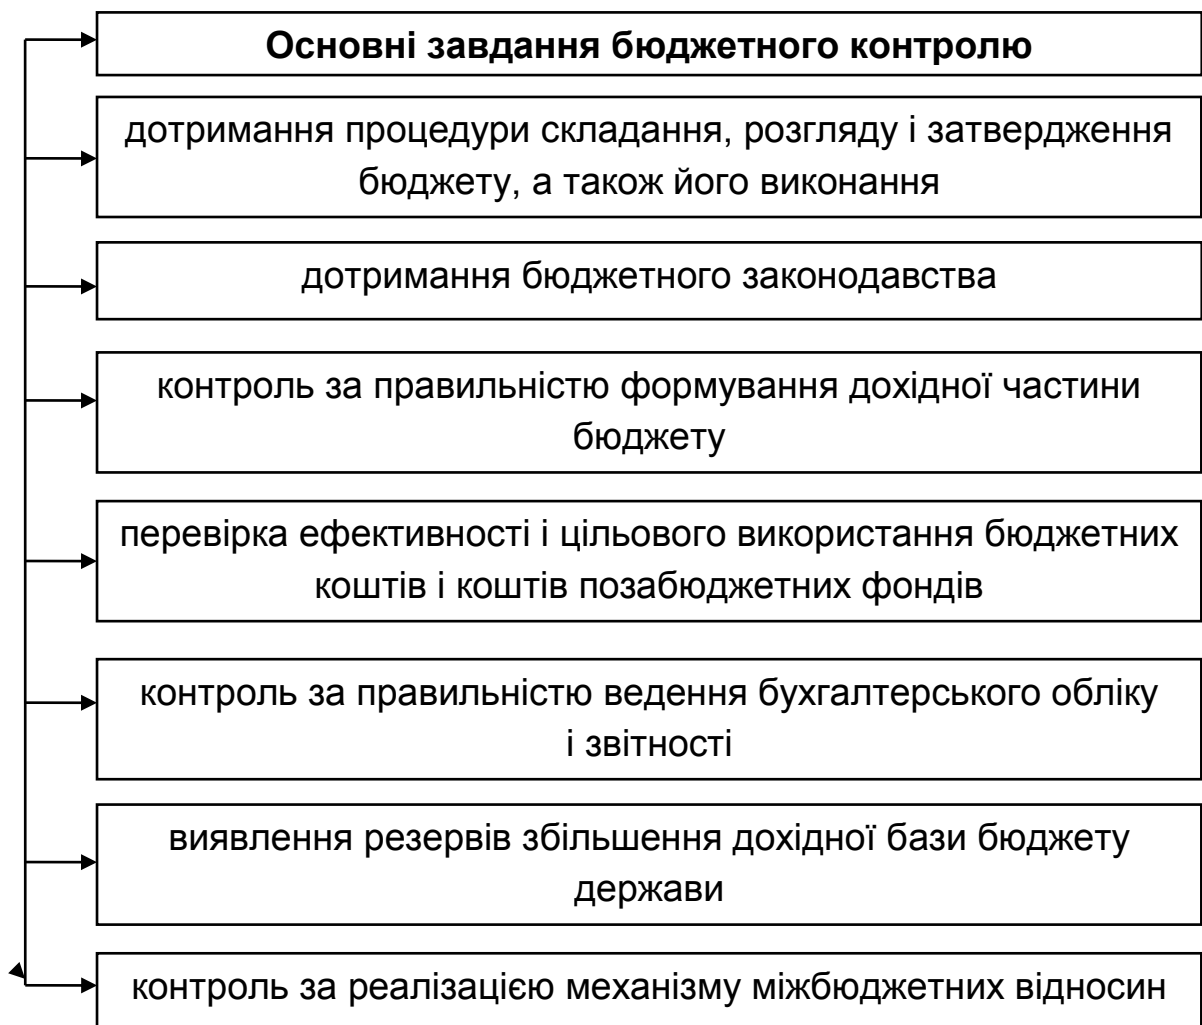 Основні завдання бюджетного контролю
дотримання процедури складання, розгляду і затвердження
бюджету, а також його виконання
дотримання бюджетного законодавства
контроль за правильністю формування дохідної частини
бюджету
перевірка ефективності і цільового використання бюджетних
коштів і коштів позабюджетних фондів
контроль за правильністю ведення бухгалтерського обліку
і звітності
виявлення резервів збільшення дохідної бази бюджету
держави
контроль за реалізацією механізму міжбюджетних відносин